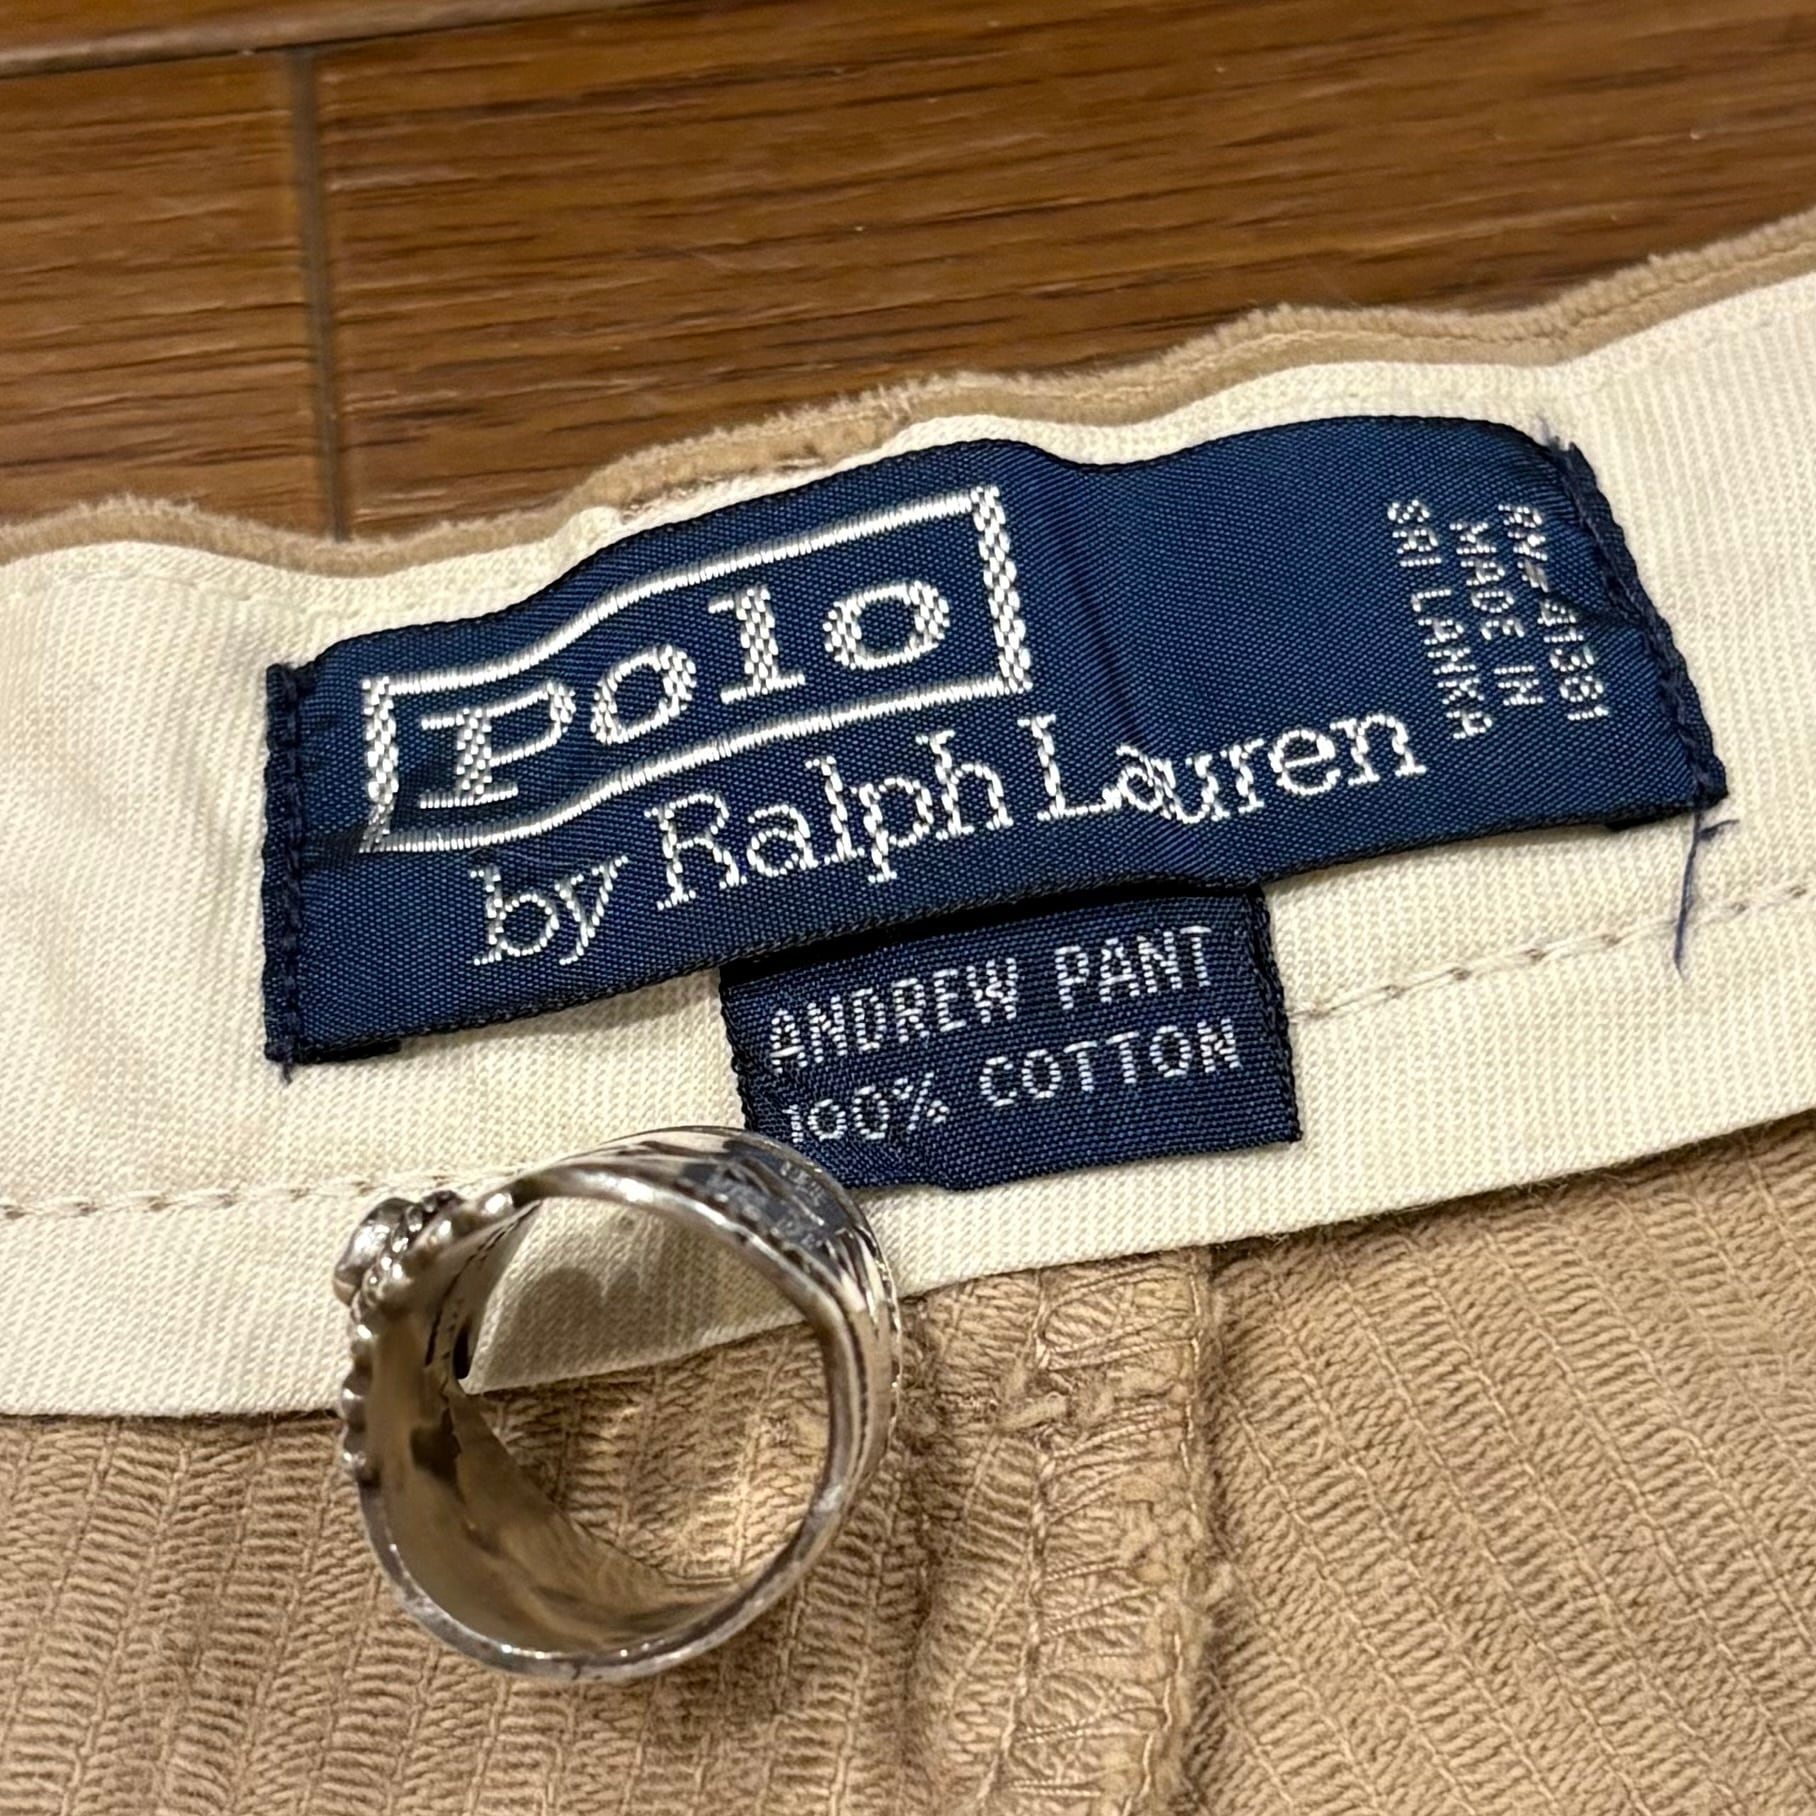 Polo
by Ralph Lauren
RN=41381
MADE IN
SRI LANKA
ANDREW PANT
100% COTTON